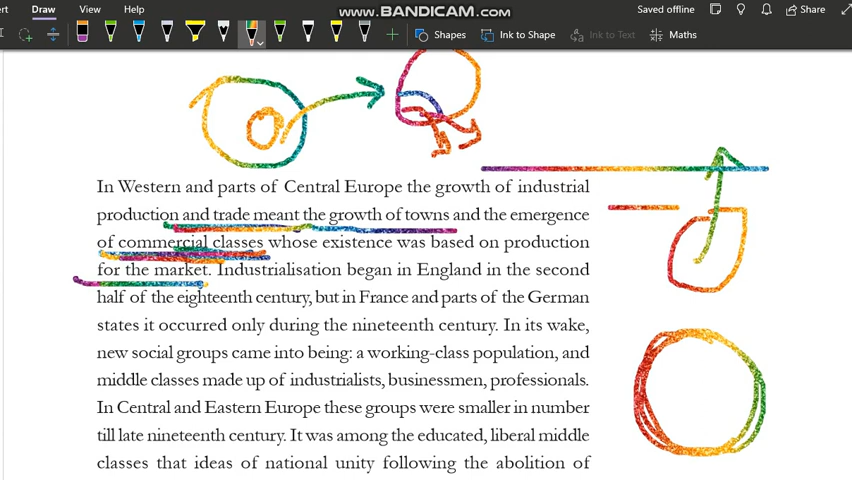 www.BANDICAM.com
Draw View Help Saved offline Share
Shapes Ink to Shape Ink to Text Maths
In Western and parts of Central Europe the growth of industrial
production and trade meant the growth of towns and the emergence
of commercial classes whose existence was based on production
for the market. Industrialisation began in England in the second
half of the eighteenth century, but in France and parts of the German
states it occurred only during the nineteenth century. In its wake,
new social groups came into being: a working-class population, and
middle classes made up of industrialists, businessmen, professionals.
In Central and Eastern Europe these groups were smaller in number
till late nineteenth century. It was among the educated, liberal middle
classes that ideas of national unity following the abolition of